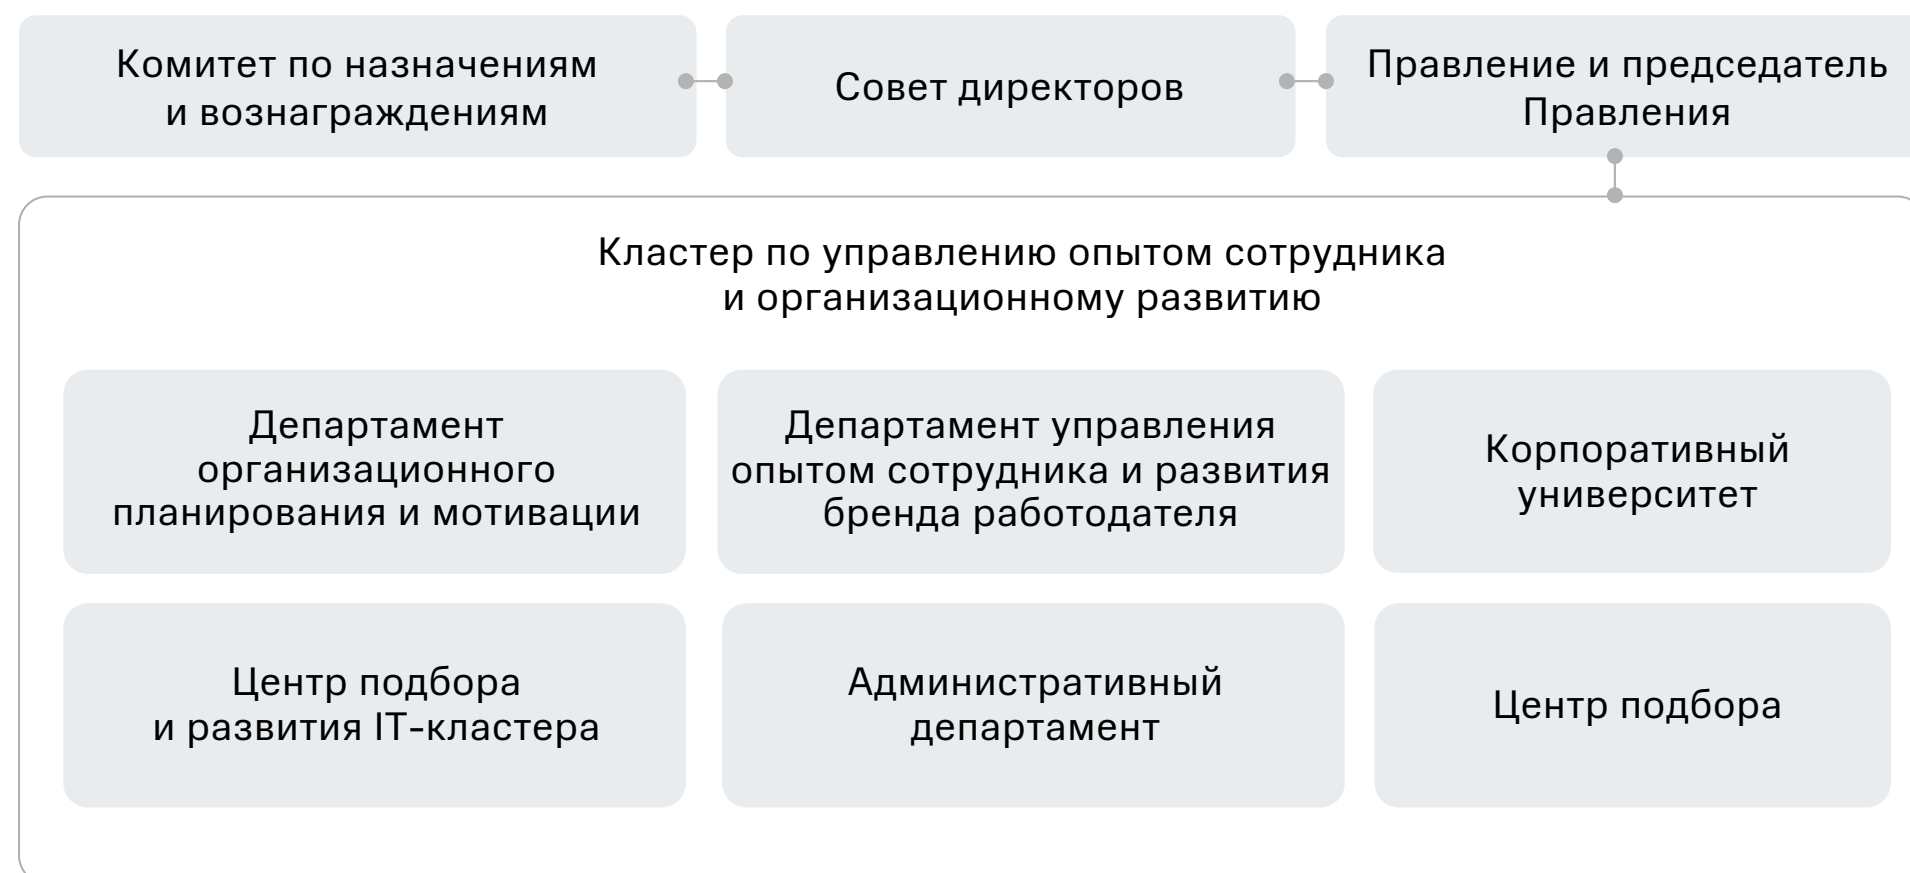 Комитет по назначениям
и вознаграждениям
Совет директоров
Правление и председатель
Правления
Кластер по управлению опытом сотрудника
и организационному развитию
Департамент
организационного
планирования и мотивации
Департамент управления
опытом сотрудника и развития
бренда работодателя
Корпоративный
университет
Центр подбора
и развития IT-кластера
Административный
департамент
Центр подбора